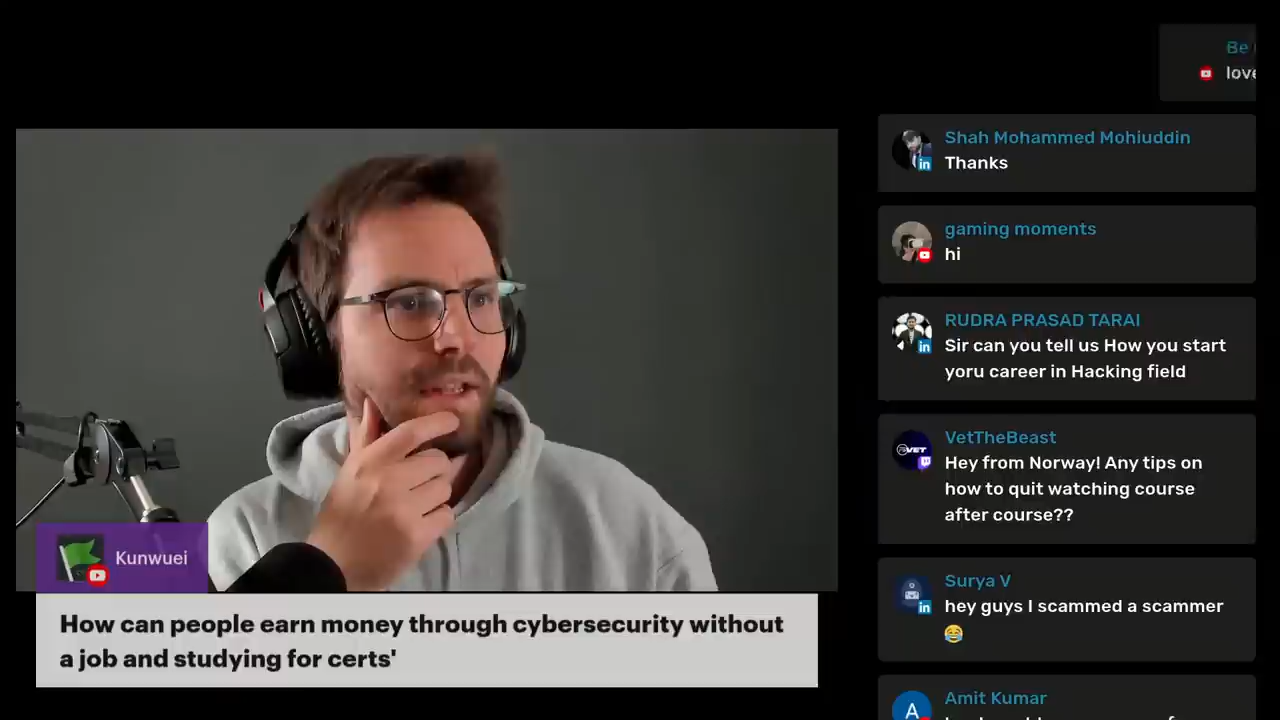 Be
love
Shah Mohammed Mohiuddin
Thanks
gaming moments
hi
RUDRA PRASAD TARAI
Sir can you tell us How you start
yoru career in Hacking field
VetTheBeast
Hey from Norway! Any tips on
how to quit watching course
after course??
Surya V
hey guys I scammed a scammer
😂
Amit Kumar
A
Kunwuei
How can people earn money through cybersecurity without
a job and studying for certs'